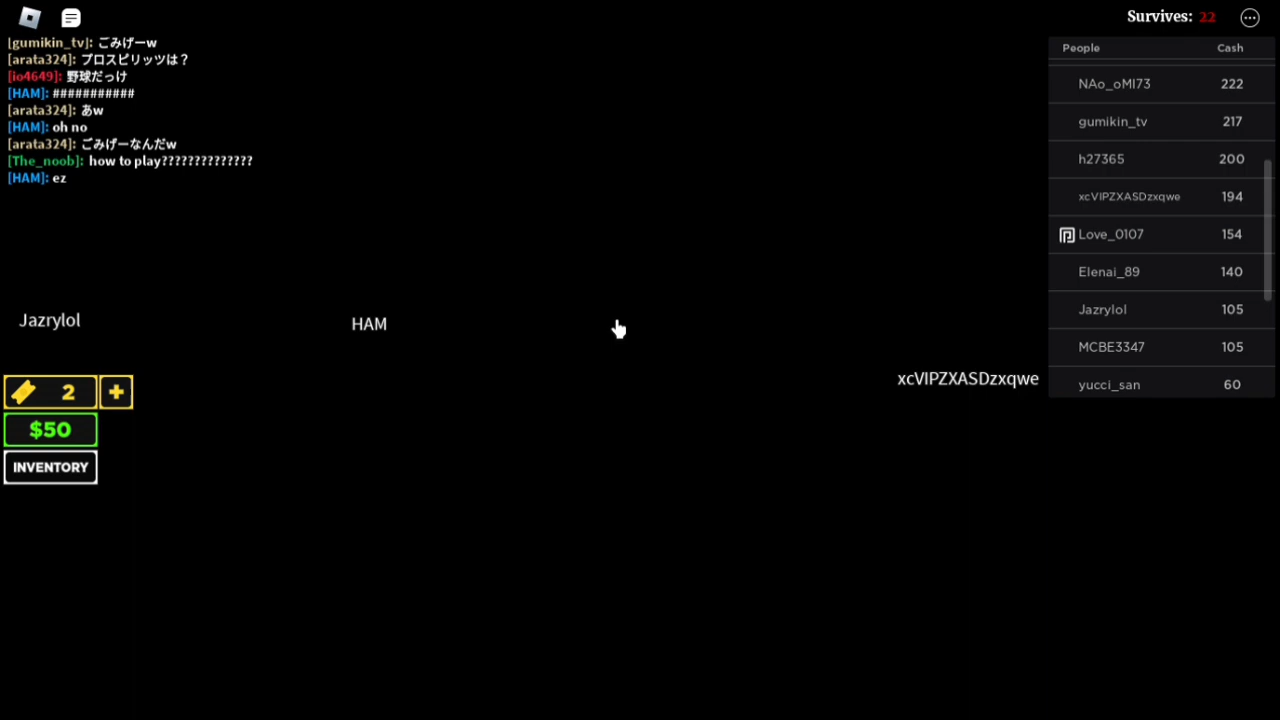 Survives: 22
[gumikin_tv]: ごみげーw
[arata324]: プロスピリッツは？
[io4649]: 野球だっけ
[HAM]: ###########
[arata324]: あw
[HAM]: oh no
[arata324]: ごみげーなんだw
[The_noob]: how to play??????????????
[HAM]: ez
People Cash
NAo_oMI73 222
gumikin_tv 217
h27365 200
xcVIPZXASDzxqwe 194
Love_0107 154
Elenai_89 140
Jazrylol 105
MCBE3347 105
yucci_san 60
Jazrylol
HAM
xcVIPZXASDzxqwe
2 +
$50
INVENTORY